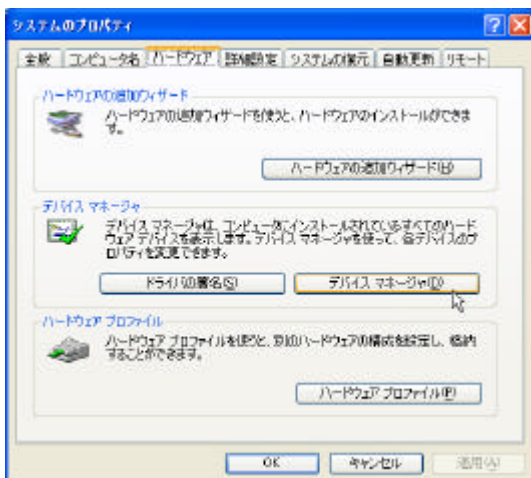 システムのプロパティ
全般 コンピュータ名 ハードウェア 詳細設定 システムの復元 自動更新 リモート
ハードウェアの追加ウィザード
ハードウェアの追加ウィザードを使うと、ハードウェアのインストールができま
す。
ハードウェアの追加ウィザード(H)
デバイス マネージャ
デバイス マネージャは、コンピュータにインストールされているすべてのハード
ウェア デバイスを表示します。デバイス マネージャを使って、各デバイスのプ
ロパティを変更できます。
ドライバの署名(S) デバイス マネージャ(D)
ハードウェア プロファイル
ハードウェア プロファイルを使うと、別のハードウェアの構成を設定し、格納
することができます。
ハードウェア プロファイル(P)
OK キャンセル 適用(A)